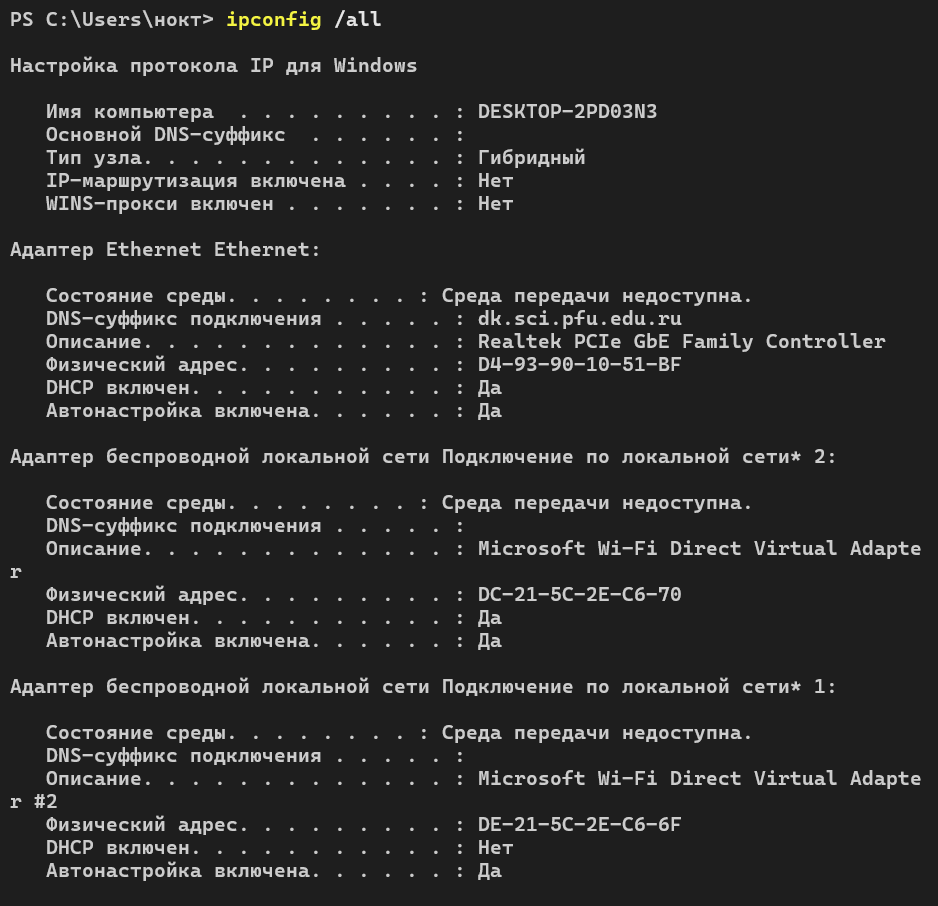 PS C:\Users\нокт> ipconfig /all
Настройка протокола IP для Windows
Имя компьютера  . . . . . . . . . : DESKTOP-2PD03N3
Основной DNS-суффикс  . . . . . . :
Тип узла. . . . . . . . . . . . . : Гибридный
IP-маршрутизация включена . . . . : Нет
WINS-прокси включен . . . . . . . : Нет
Адаптер Ethernet Ethernet:
Состояние среды. . . . . . . . : Среда передачи недоступна.
DNS-суффикс подключения . . . . . : dk.sci.pfu.edu.ru
Описание. . . . . . . . . . . . . : Realtek PCIe GbE Family Controller
Физический адрес. . . . . . . . . : D4-93-90-10-51-BF
DHCP включен. . . . . . . . . . . : Да
Автонастройка включена. . . . . . : Да
Адаптер беспроводной локальной сети Подключение по локальной сети* 2:
Состояние среды. . . . . . . . : Среда передачи недоступна.
DNS-суффикс подключения . . . . . :
Описание. . . . . . . . . . . . . : Microsoft Wi-Fi Direct Virtual Adapte
r
Физический адрес. . . . . . . . . : DC-21-5C-2E-C6-70
DHCP включен. . . . . . . . . . . : Да
Автонастройка включена. . . . . . : Да
Адаптер беспроводной локальной сети Подключение по локальной сети* 1:
Состояние среды. . . . . . . . : Среда передачи недоступна.
DNS-суффикс подключения . . . . . :
Описание. . . . . . . . . . . . . : Microsoft Wi-Fi Direct Virtual Adapte
r #2
Физический адрес. . . . . . . . . : DE-21-5C-2E-C6-6F
DHCP включен. . . . . . . . . . . : Нет
Автонастройка включена. . . . . . : Да